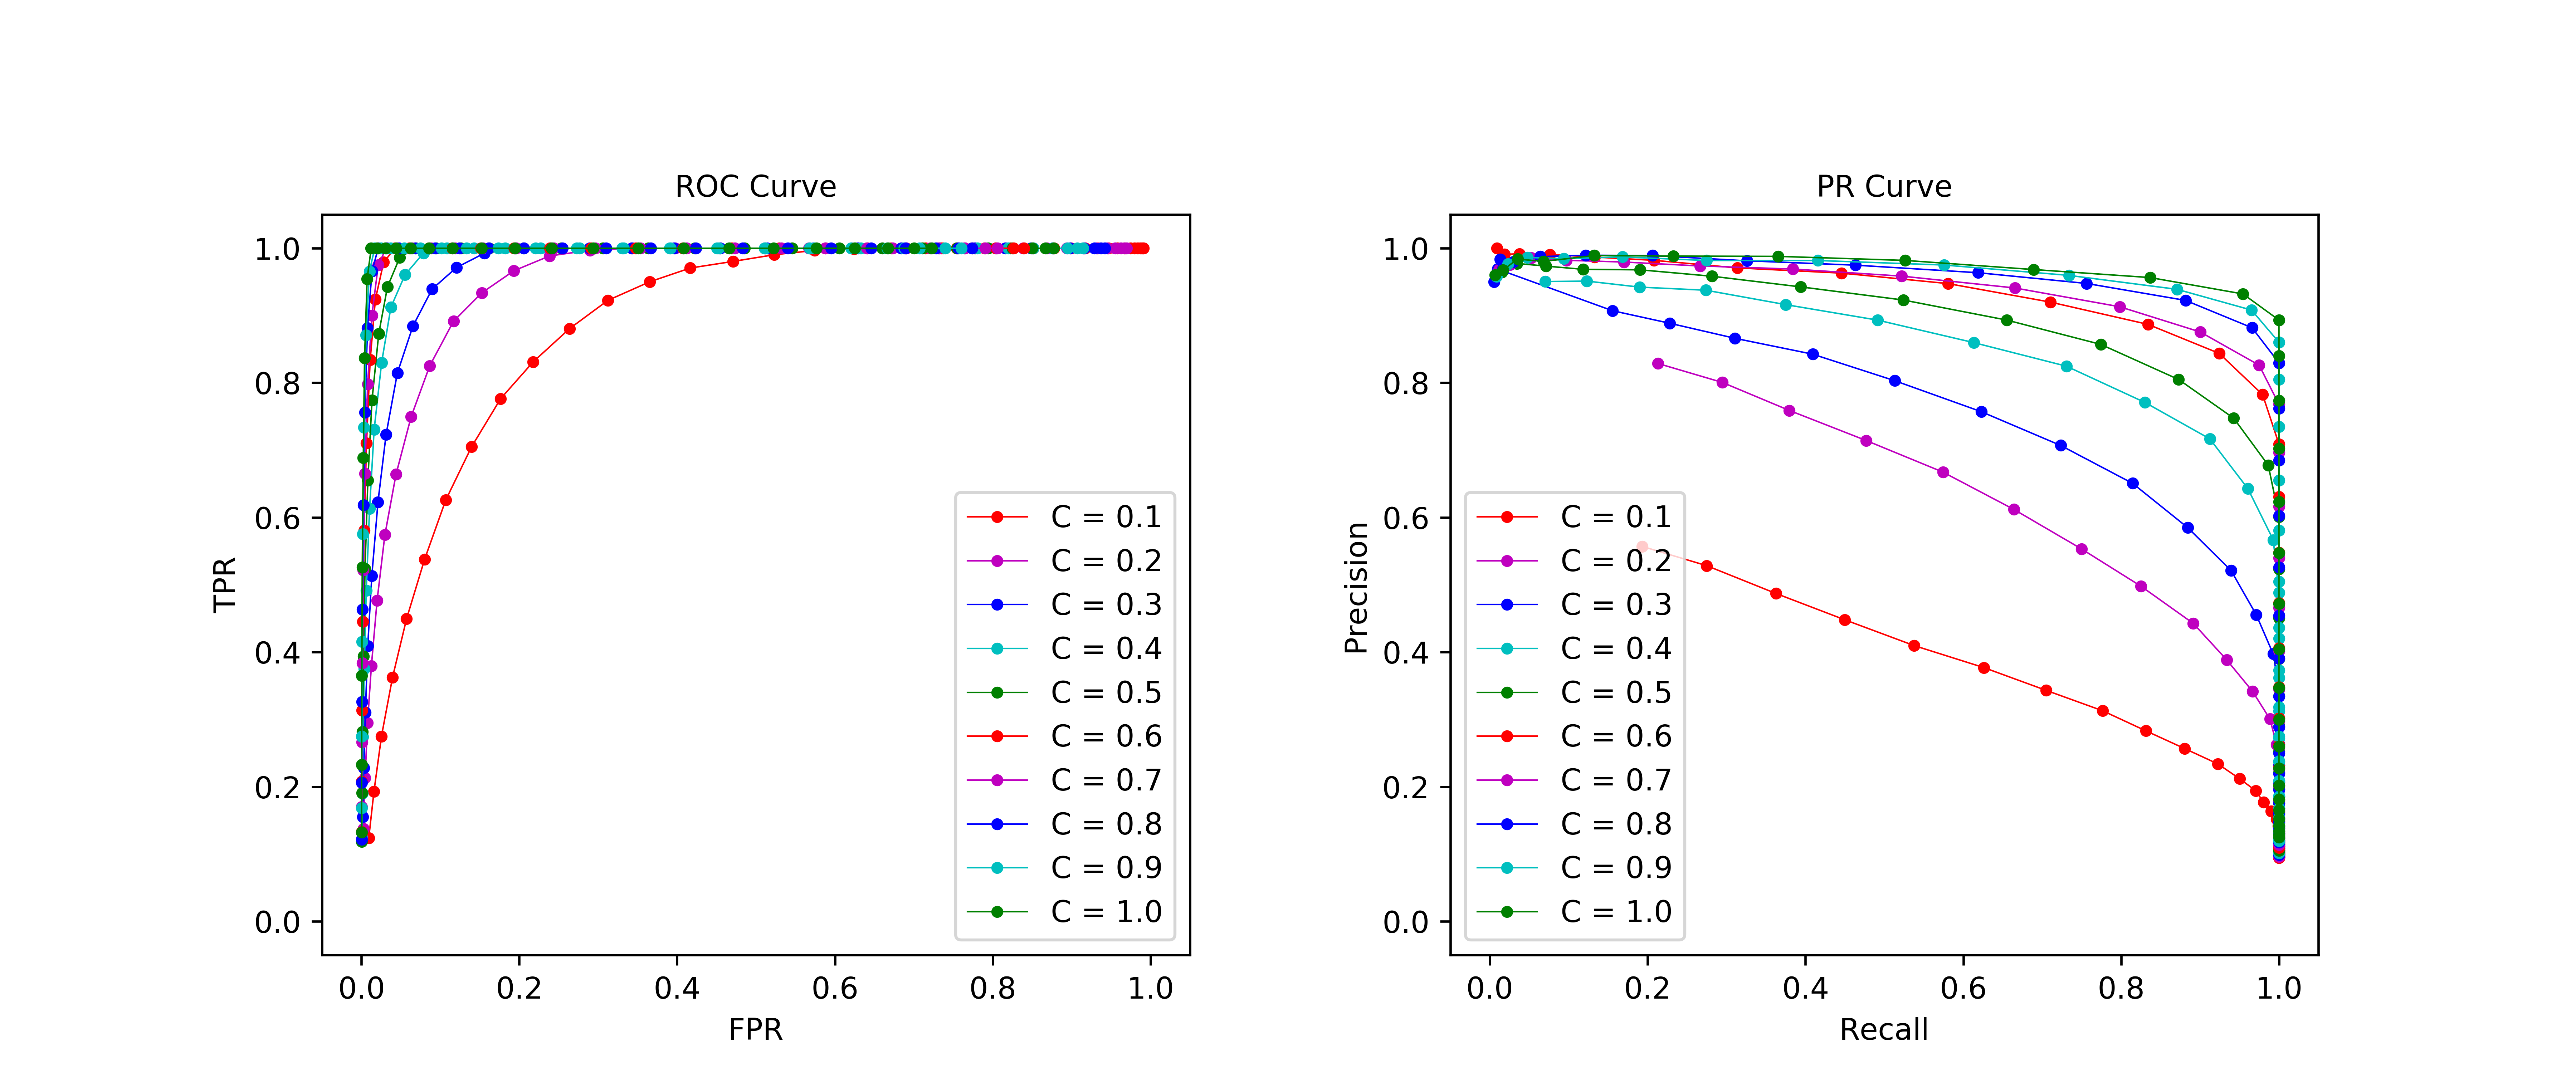 ROC Curve
1.0
0.8
0.6
0.4
0.2
0.0
TPR
C = 0.1
C = 0.2
C = 0.3
C = 0.4
C = 0.5
C = 0.6
C = 0.7
C = 0.8
C = 0.9
C = 1.0
0.0 0.2 0.4 0.6 0.8 1.0
FPR
PR Curve
1.0
0.8
0.6
0.4
0.2
0.0
Precision
C = 0.1
C = 0.2
C = 0.3
C = 0.4
C = 0.5
C = 0.6
C = 0.7
C = 0.8
C = 0.9
C = 1.0
0.0 0.2 0.4 0.6 0.8 1.0
Recall